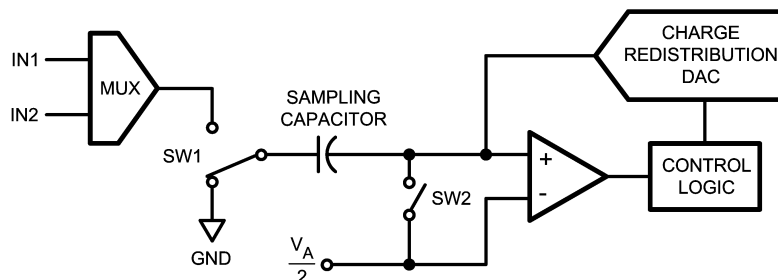 IN1
MUX
IN2
SW1
SAMPLING
CAPACITOR
CHARGE
REDISTRIBUTION
DAC
+
-
CONTROL
LOGIC
SW2
GND
V_A
2